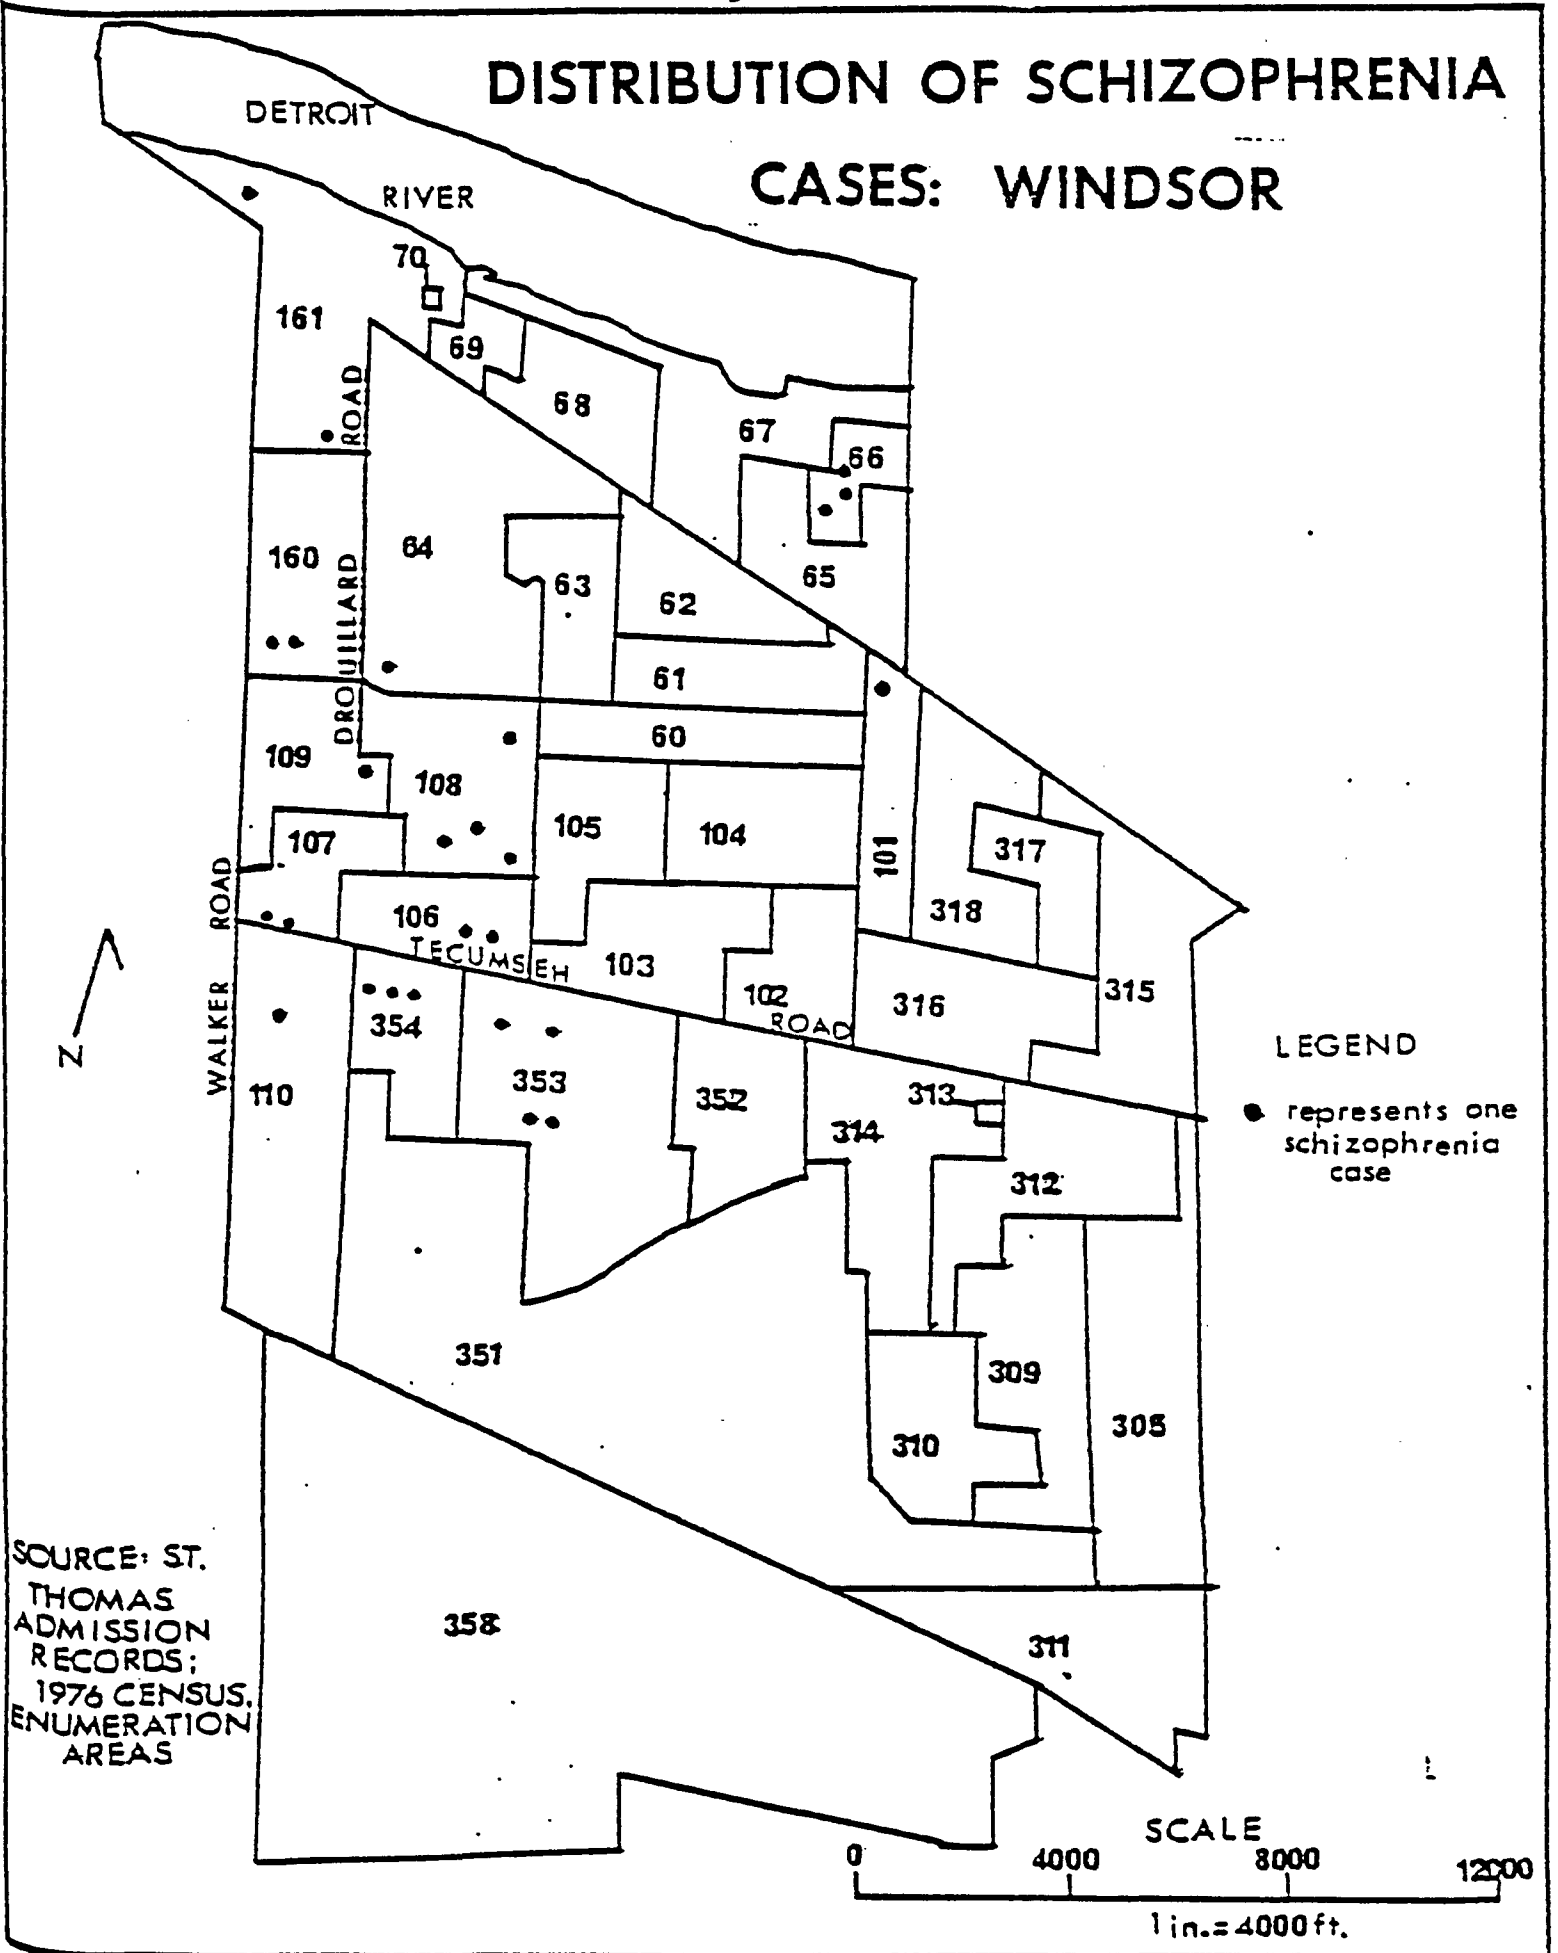 DISTRIBUTION OF SCHIZOPHRENIA
CASES: WINDSOR
DETROIT
RIVER
70
161
69
68
ROAD
67
66
160
64
63
62
65
DROUILLARD
61
60
109
108
107
105
104
101
317
318
WALKER ROAD
106
TECUMSEH ROAD
103
102
316
315
N
354
353
352
110
313
314
312
LEGEND
represents one
schizophrenia
case
351
309
310
305
SOURCE: ST.
THOMAS
ADMISSION
RECORDS;
1976 CENSUS,
ENUMERATION
AREAS
358
311
SCALE
0 4000 8000 12000
1 in.=4000ft.